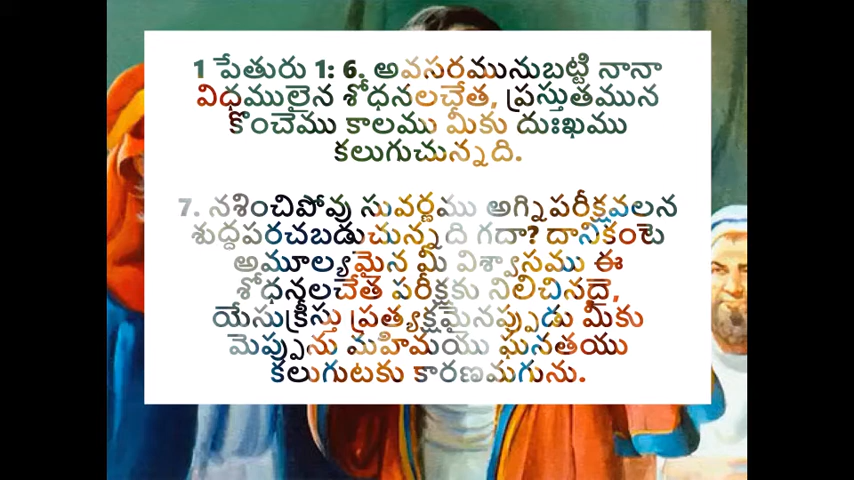 1 పేతురు 1: 6. అవసరమునుబట్టి నానా
విధములైన శోధనలచేత, ప్రస్తుతమున
కొంచెము కాలము మీకు దుఃఖము
కలుగుచున్నది.
7. నశించిపోవు సువర్ణము అగ్నిపరీక్షవలన
శుద్ధపరచబడుచున్నది గదా? దానికంటె
అమూల్యమైన మీ విశ్వాసము ఈ
శోధనలచేత పరీక్షకు నిలిచినదై,
యేసుక్రీస్తు ప్రత్యక్షమైనప్పుడు మీకు
మెప్పును మహిమయు ఘనతయు
కలుగుటకు కారణమగును.